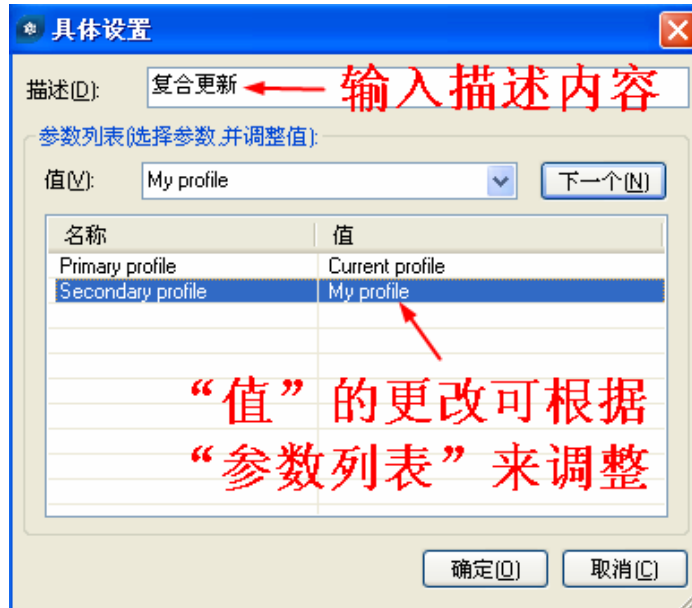 具体设置
描述(D): 复合更新 输入描述内容
参数列表(选择参数,并调整值):
值(V): My profile 下一个(N)
名称 值
Primary profile Current profile
Secondary profile My profile
“值”的更改可根据
“参数列表”来调整
确定(O) 取消(C)